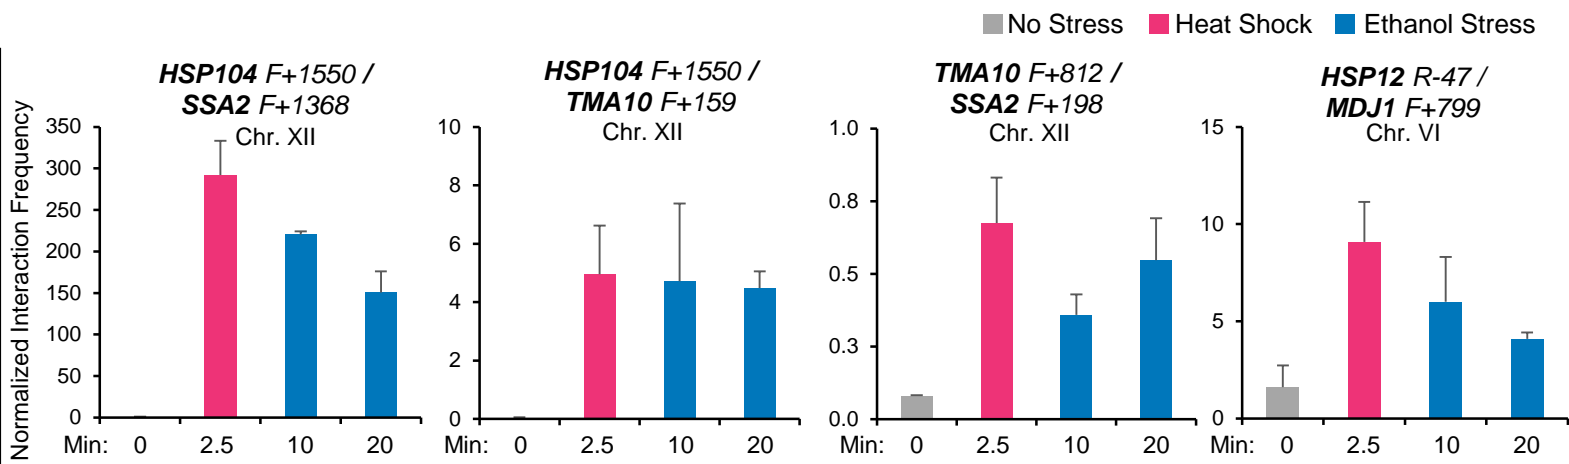 No Stress Heat Shock Ethanol Stress
Normalized Interaction Frequency
HSP104 F+1550 /
SSA2 F+1368
Chr. XII
350
300
250
200
150
100
50
0
Min: 0 2.5 10 20
HSP104 F+1550 /
TMA10 F+159
Chr. XII
10
8
6
4
2
0
Min: 0 2.5 10 20
TMA10 F+812 /
SSA2 F+198
Chr. XII
1.0
0.8
0.5
0.3
0.0
Min: 0 2.5 10 20
HSP12 R-47 /
MDJ1 F+799
Chr. VI
15
10
5
0
Min: 0 2.5 10 20